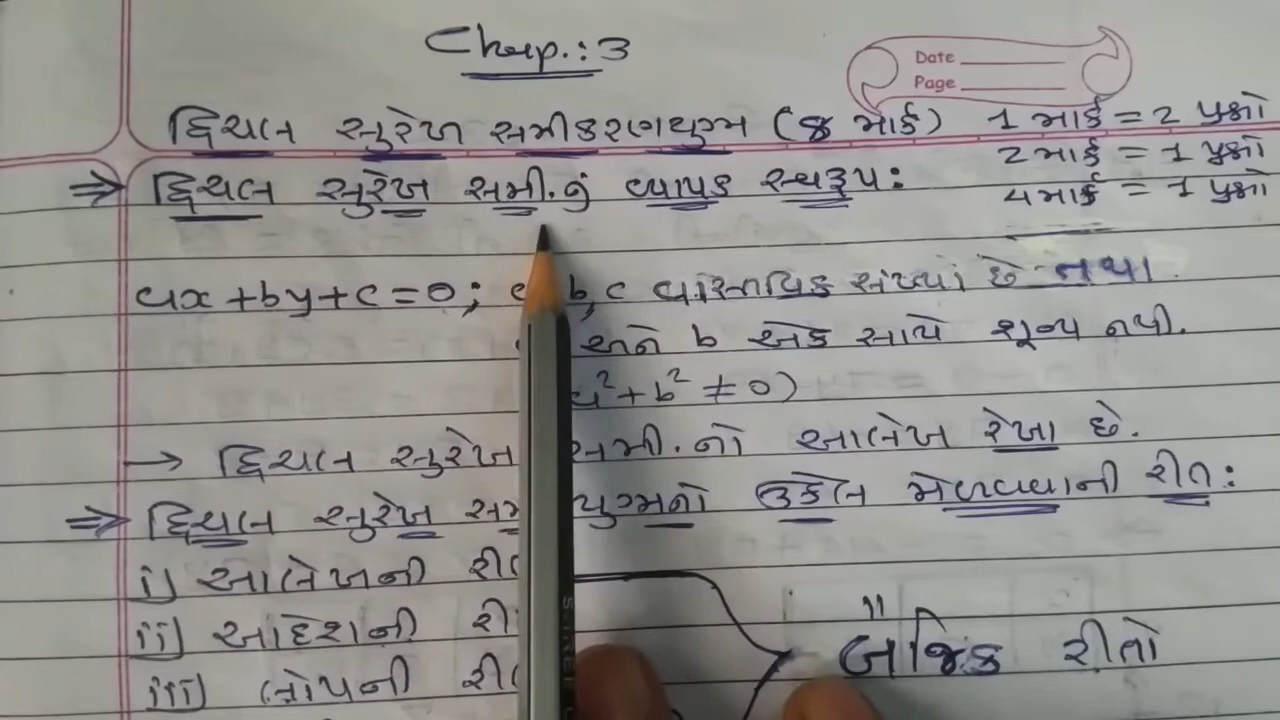 Chap.: 3
Date
Page
દ્વિચલ સુરેખ સમીકરણયુગ્મ (8 માર્ક) 1 માર્ક = 2 પ્રશ્નો
2 માર્ક = 1 પ્રશ્નો
4 માર્ક = 1 પ્રશ્નો
⇒ દ્વિચલ સુરેખ સમી.નું વ્યાપક સ્વરૂપ:
ax + by + c = 0; b, c વાસ્તવિક સંખ્યા છે તથા
અને b એક સાથે શૂન્ય નથી.
a² + b² ≠ 0)
→ દ્વિચલ સુરેખ સમી.નો આલેખ રેખા છે.
⇒ દ્વિચલ સુરેખ યુગ્મનો ઉકેલ મેળવવાની રીત:
i) આલેખની
ii) આદેશની
iii) લોપની
બૈજિક રીતો